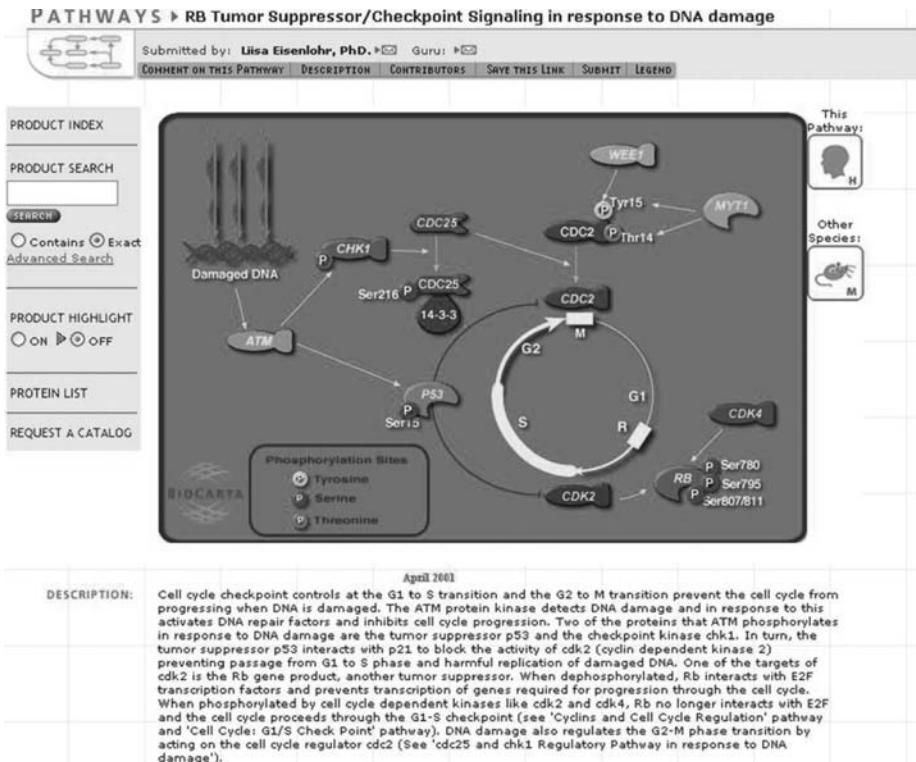 PATHWAYS ▶ RB Tumor Suppressor/Checkpoint Signaling in response to DNA damage
Submitted by: Liisa Eisenlohr, PhD. Guru:
COMMENT ON THIS PATHWAY | DESCRIPTION | CONTRIBUTORS | SAVE THIS LINK | SUBMIT | LEGEND
PRODUCT INDEX
PRODUCT SEARCH
SEARCH
Contains Exact
Advanced Search
PRODUCT HIGHLIGHT
ON OFF
PROTEIN LIST
REQUEST A CATALOG
This
Pathway:
H
Other
Species:
M
WEE1
P Tyr15
MYT1
CDC2 P Thr14
CDC25
CHK1
P
Damaged DNA
Ser216 P CDC25
14-3-3
CDC2
M
ATM
G2
G1
P53
P
Ser15
S
R
CDK4
RB
P Ser780
P Ser795
P
Ser807/811
CDK2
Phosphorylation Sites
Tyrosine
P Serine
P Threonine
BIOCARTA
April 2001
DESCRIPTION:
Cell cycle checkpoint controls at the G1 to S transition and the G2 to M transition prevent the cell cycle from
progressing when DNA is damaged. The ATM protein kinase detects DNA damage and in response to this
activates DNA repair factors and inhibits cell cycle progression. Two of the proteins that ATM phosphorylates
in response to DNA damage are the tumor suppressor p53 and the checkpoint kinase chk1. In turn, the
tumor suppressor p53 interacts with p21 to block the activity of cdk2 (cyclin dependent kinase 2)
preventing passage from G1 to S phase and harmful replication of damaged DNA. One of the targets of
cdk2 is the Rb gene product, another tumor suppressor. When dephosphorylated, Rb interacts with E2F
transcription factors and prevents transcription of genes required for progression through the cell cycle.
When phosphorylated by cell cycle dependent kinases like cdk2 and cdk4, Rb no longer interacts with E2F
and the cell cycle proceeds through the G1-S checkpoint (see 'Cyclins and Cell Cycle Regulation' pathway
and 'Cell Cycle: G1/S Check Point' pathway). DNA damage also regulates the G2-M phase transition by
acting on the cell cycle regulator cdc2 (See 'cdc25 and chk1 Regulatory Pathway in response to DNA
damage').